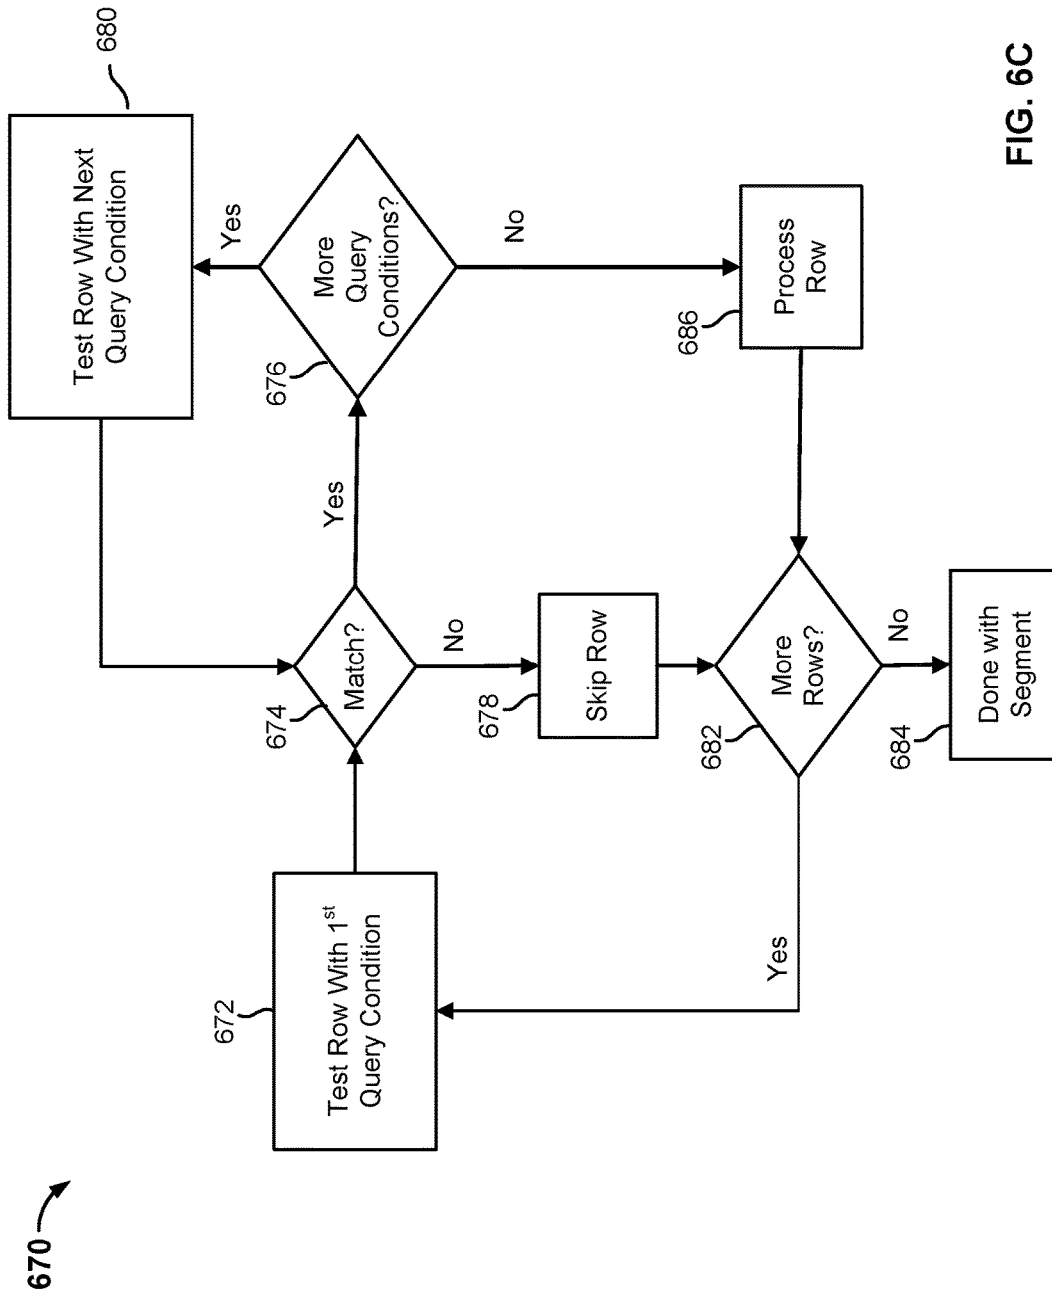 670
680
Test Row With Next
Query Condition
Yes
672
Test Row With 1st
Query Condition
674
Match?
Yes
676
More
Query
Conditions?
No
No
678
Skip Row
686
Process
Row
682
More
Rows?
Yes
No
684
Done with
Segment
FIG. 6C